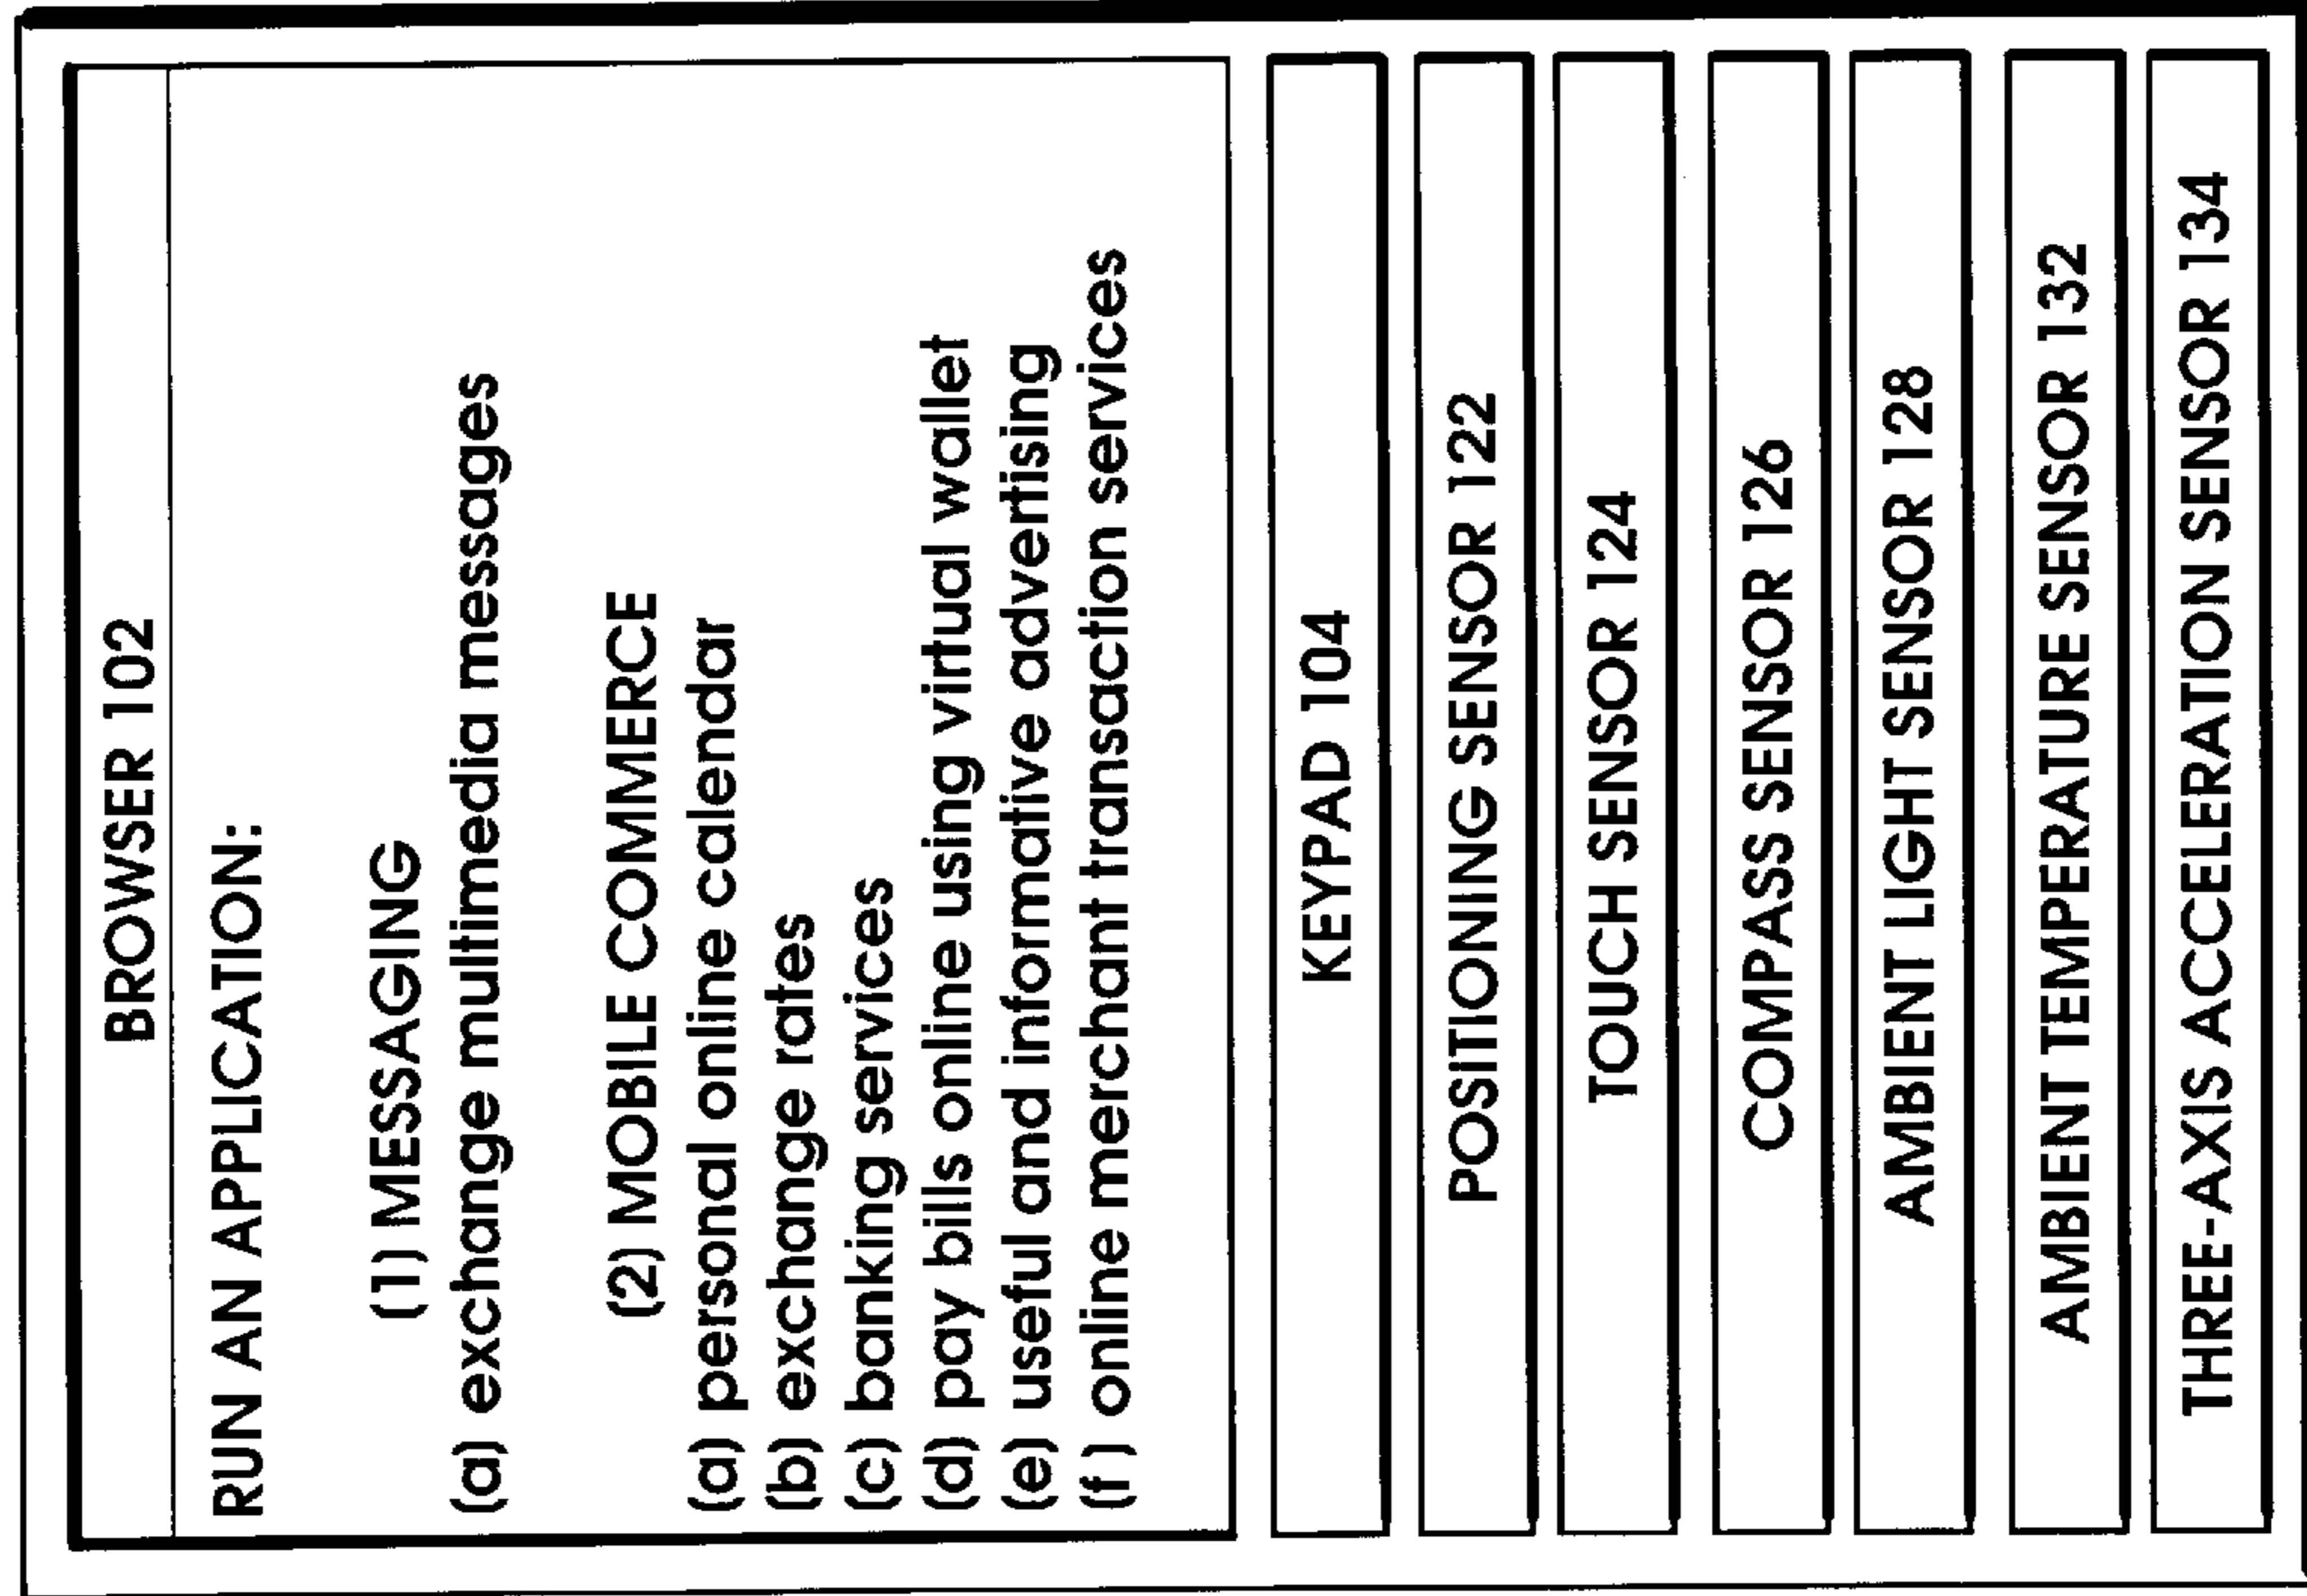 BROWSER 102
RUN AN APPLICATION:
(1) MESSAGING
(a) exchange multimedia messages
(2) MOBILE COMMERCE
(a) personal online calendar
(b) exchange rates
(c) banking services
(d) pay bills online using virtual wallet
(e) useful and informative advertising
(f) online merchant transaction services
KEYPAD 104
POSITIONING SENSOR 122
TOUCH SENSOR 124
COMPASS SENSOR 126
AMBIENT LIGHT SENSOR 128
AMBIENT TEMPERATURE SENSOR 132
THREE-AXIS ACCELERATION SENSOR 134